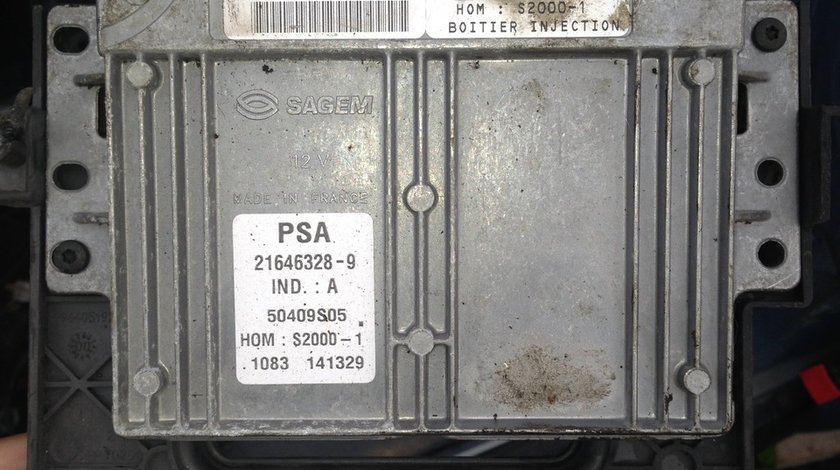 HOM : S2000-1
BOITIER INJECTION
SAGEM
12 V
MADE IN FRANCE
PSA
21646328-9
IND. : A
50409S05
HOM : S2000-1
1083 141329